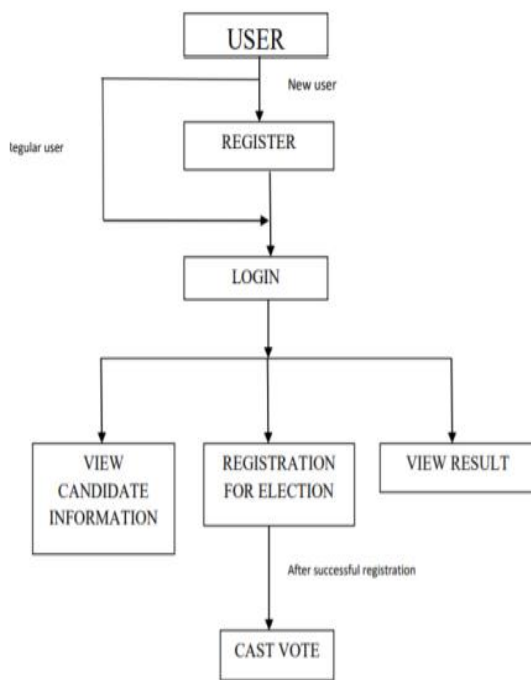 USER
New user
Regular user
REGISTER
LOGIN
VIEW
CANDIDATE
INFORMATION
REGISTRATION
FOR ELECTION
VIEW RESULT
After successful registration
CAST VOTE